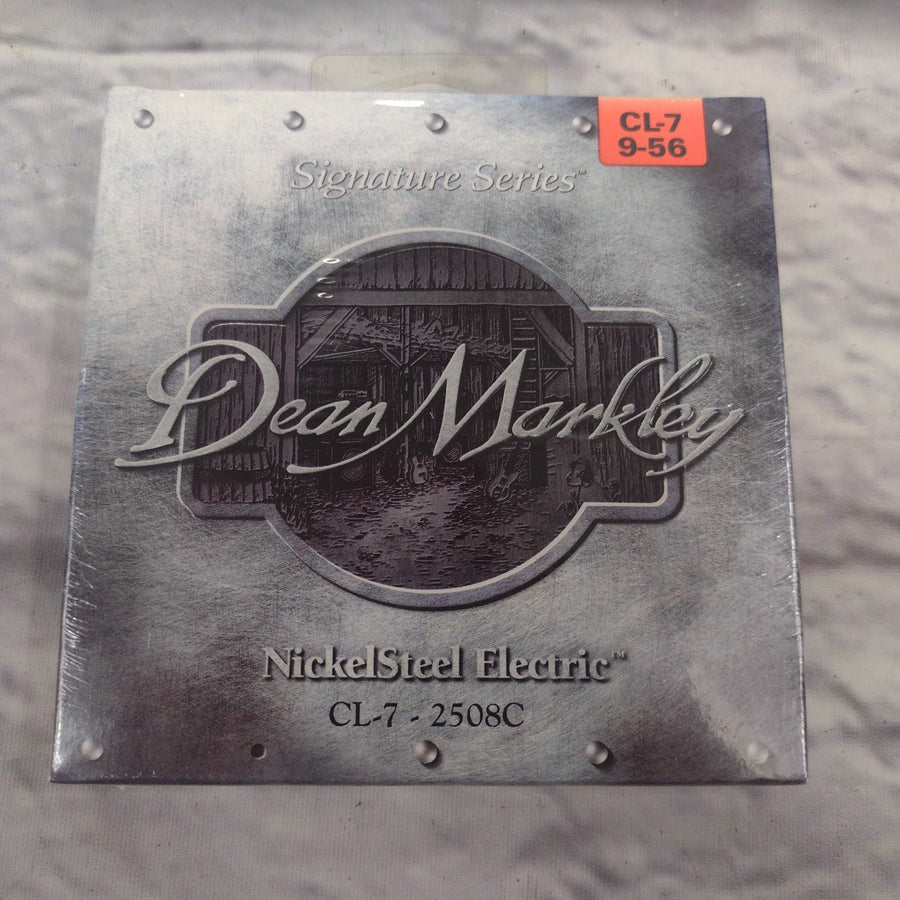 CL-7
9-56
Signature Series™
Dean Markley
NickelSteel Electric™
CL-7 - 2508C